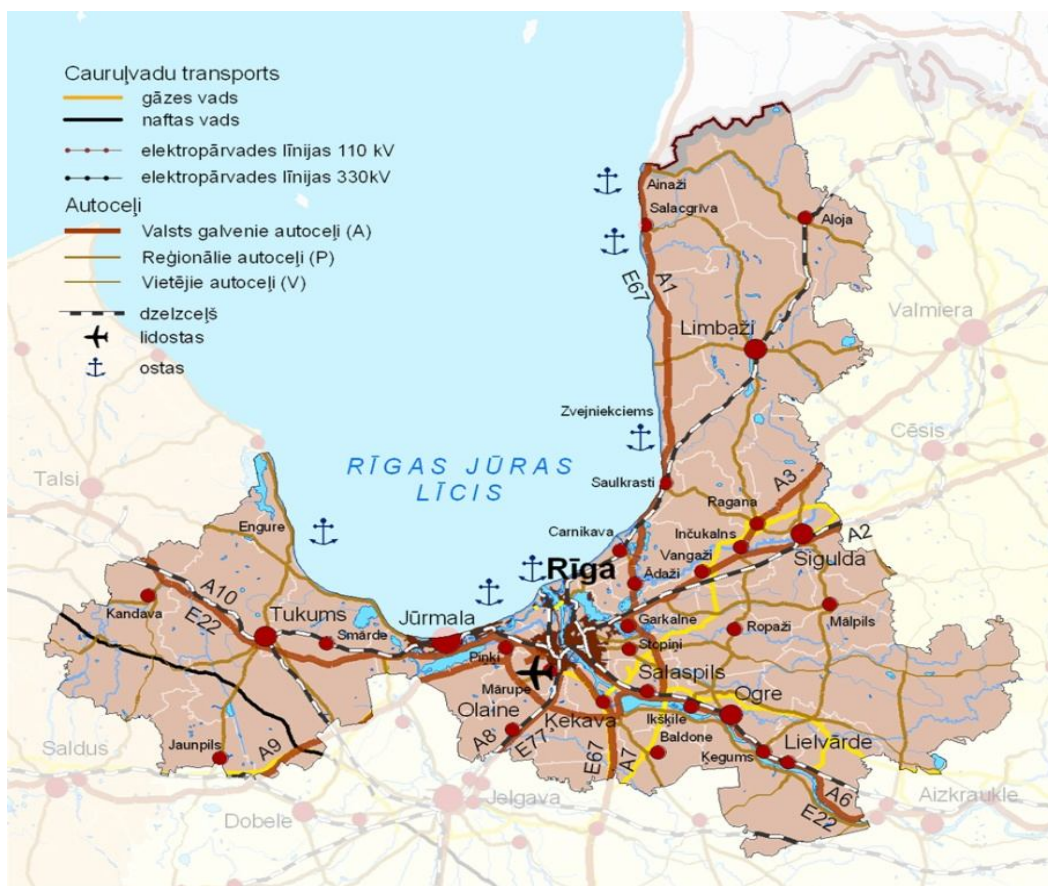 Cauruļvadu transports
gāzes vads
naftas vads
elektropārvades līnijas 110 kV
elektropārvades līnijas 330kV
Autoceļi
Valsts galvenie autoceļi (A)
Reģionālie autoceļi (P)
Vietējie autoceļi (V)
dzelzceļš
lidostas
ostas
Ainaži
Salacgrīva
Aloja
E67
A1
Valmiera
Limbaži
Zvejniekciems
Cēsis
RĪGAS JŪRAS
LĪCIS
Talsi
Saulkrasti
A3
Ragana
Engure
Carnikava
Inčukalns
A2
Vangaži
Sigulda
Rīga
Ādaži
A10
Kandava
E22
Tukums
Jūrmala
Garkalne
Ropaži
Mālpils
Smārde
Stopiņi
Piņķi
Salaspils
Mārupe
Ogre
Olaine
Ķekava
Ikšķile
A8
E77
Baldone
Lielvārde
Saldus
Jaunpils
A9
E67
A7
Ķegums
A6
Jelgava
Aizkraukle
Dobele
E22